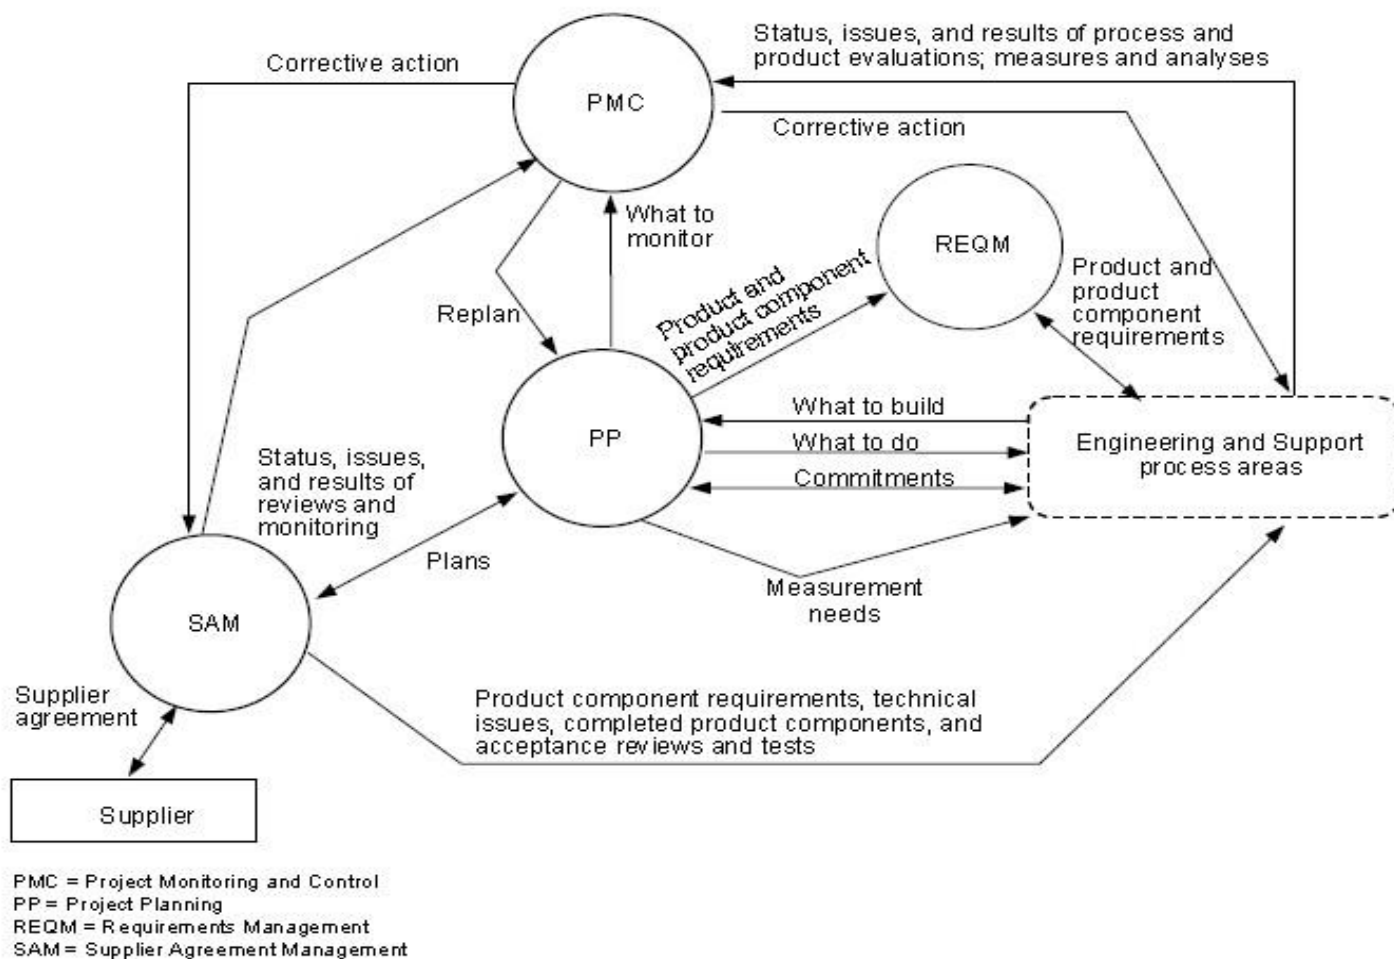 Status, issues, and results of process and
product evaluations; measures and analyses
Corrective action
PMC
Corrective action
What to
monitor
REQM
Product and
product component
requirements
Product and
product
component
requirements
Replan
What to build
PP
What to do
Engineering and Support
process areas
Commitments
Status, issues,
and results of
reviews and
monitoring
Plans
Measurement
needs
SAM
Supplier
agreement
Product component requirements, technical
issues, completed product components, and
acceptance reviews and tests
Supplier
PMC = Project Monitoring and Control
PP = Project Planning
REQM = Requirements Management
SAM = Supplier Agreement Management